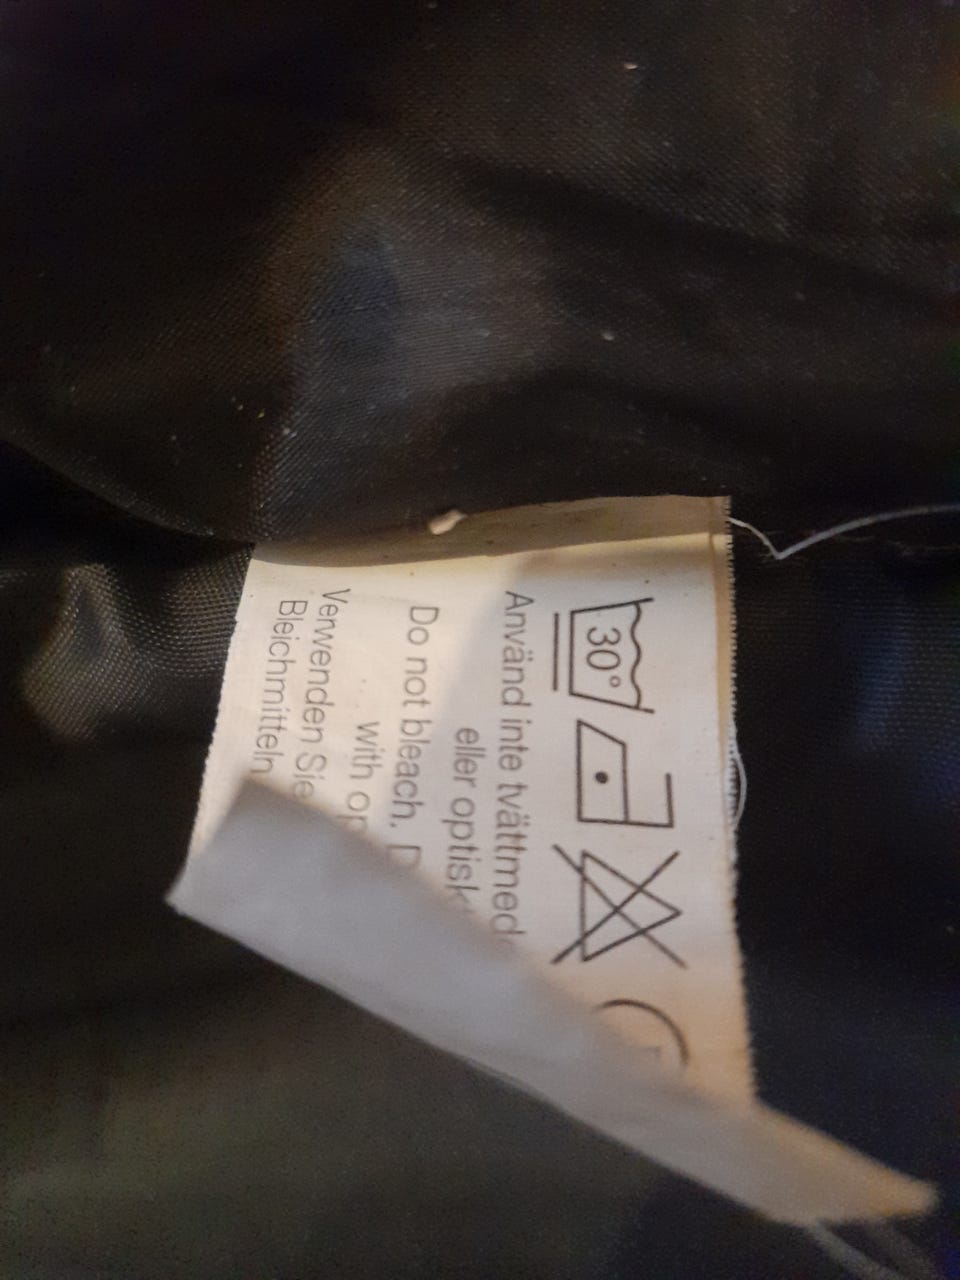 30°
Använd inte tvättmed
eller optisk
Do not bleach. D
with op
Verwenden Sie
Bleichmitteln